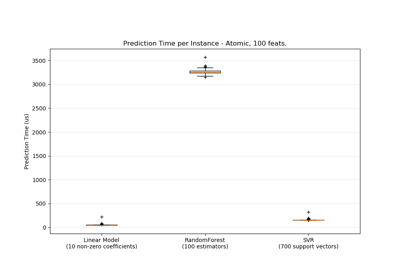 Prediction Time per Instance - Atomic, 100 feats.
3500
3000
2500
2000
1500
1000
500
0
Prediction Time (us)
Linear Model
(10 non-zero coefficients)
RandomForest
(100 estimators)
SVR
(700 support vectors)